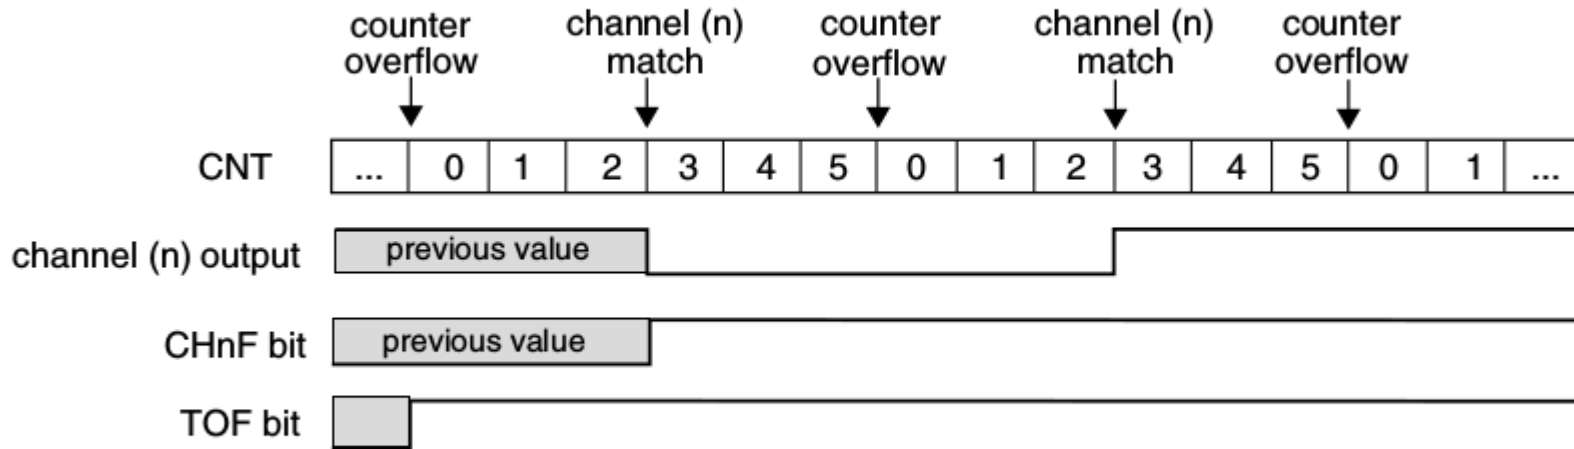 counter overflow channel (n) match counter overflow channel (n) match counter overflow
CNT ... 0 1 2 3 4 5 0 1 2 3 4 5 0 1 ...
channel (n) output previous value
CHnF bit previous value
TOF bit